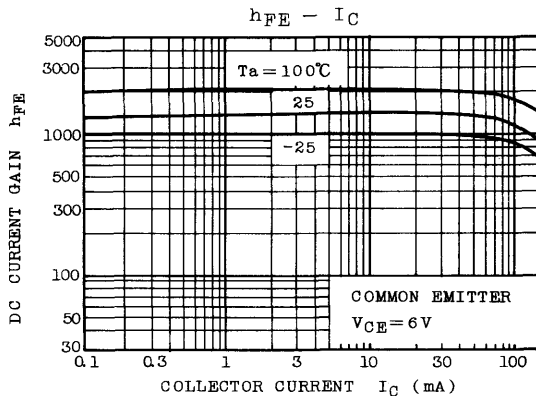 hFE – IC
DC CURRENT GAIN hFE
5000
3000
1000
500
300
100
50
30
Ta=100℃
25
-25
COMMON EMITTER
VCE=6V
0.1
0.3
1
3
10
30
100
COLLECTOR CURRENT IC (mA)